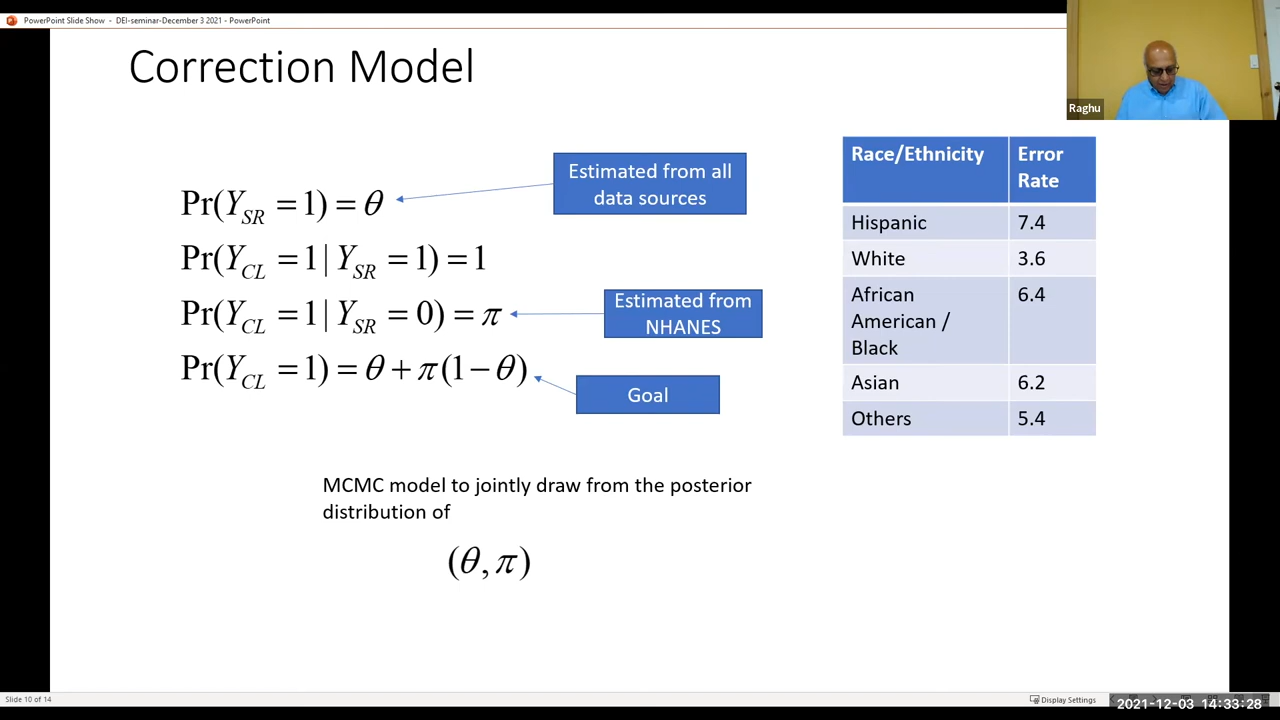 PowerPoint Slide Show - DEI-seminar-December 3 2021 - PowerPoint
Correction Model
Raghu
Pr(Y_SR = 1) = θ
Estimated from all
data sources
Pr(Y_CL = 1 | Y_SR = 1) = 1
Pr(Y_CL = 1 | Y_SR = 0) = π
Estimated from
NHANES
Pr(Y_CL = 1) = θ + π(1 − θ)
Goal
Race/Ethnicity Error
Rate
Hispanic 7.4
White 3.6
African 6.4
American /
Black
Asian 6.2
Others 5.4
MCMC model to jointly draw from the posterior
distribution of
(θ, π)
Slide 10 of 14
Display Settings
2021-12-03 14:33:28